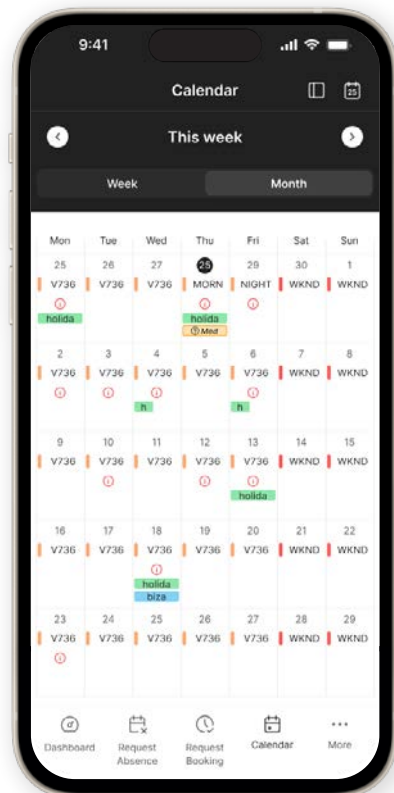 9:41
Calendar
25
This week
Week Month
Mon Tue Wed Thu Fri Sat Sun
25 26 27 25 29 30 1
V736 V736 V736 MORN NIGHT WKND WKND
holida holida
Med
2 3 4 5 6 7 8
V736 V736 V736 V736 V736 WKND WKND
h h
9 10 11 12 13 14 15
V736 V736 V736 V736 V736 WKND WKND
holida
16 17 18 19 20 21 22
V736 V736 V736 V736 V736 WKND WKND
holida
biza
23 24 25 26 27 28 29
V736 V736 V736 V736 V736 WKND WKND
Dashboard Request Request Calendar More
Absence Booking